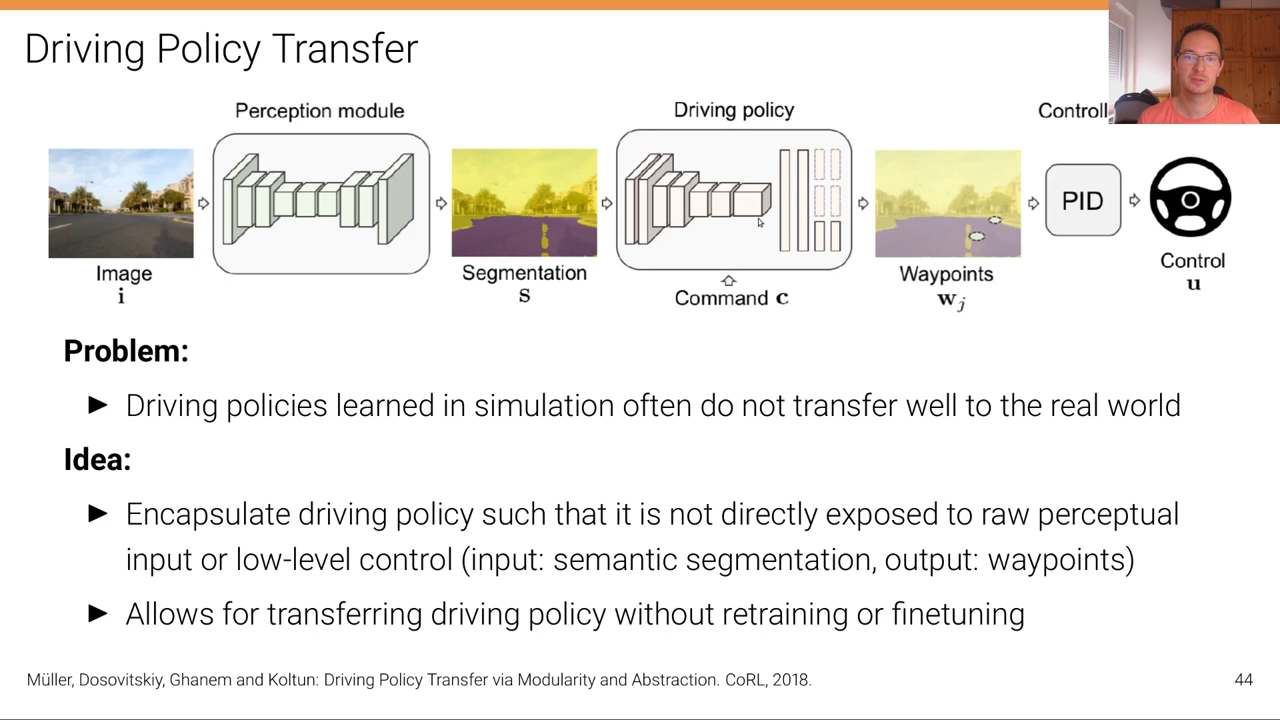 Driving Policy Transfer
Perception module
Driving policy
Controll
PID
Image
i
Segmentation
s
Command c
Waypoints
w_j
Control
u
Problem:
► Driving policies learned in simulation often do not transfer well to the real world
Idea:
► Encapsulate driving policy such that it is not directly exposed to raw perceptual
input or low-level control (input: semantic segmentation, output: waypoints)
► Allows for transferring driving policy without retraining or finetuning
Müller, Dosovitskiy, Ghanem and Koltun: Driving Policy Transfer via Modularity and Abstraction. CoRL, 2018.
44